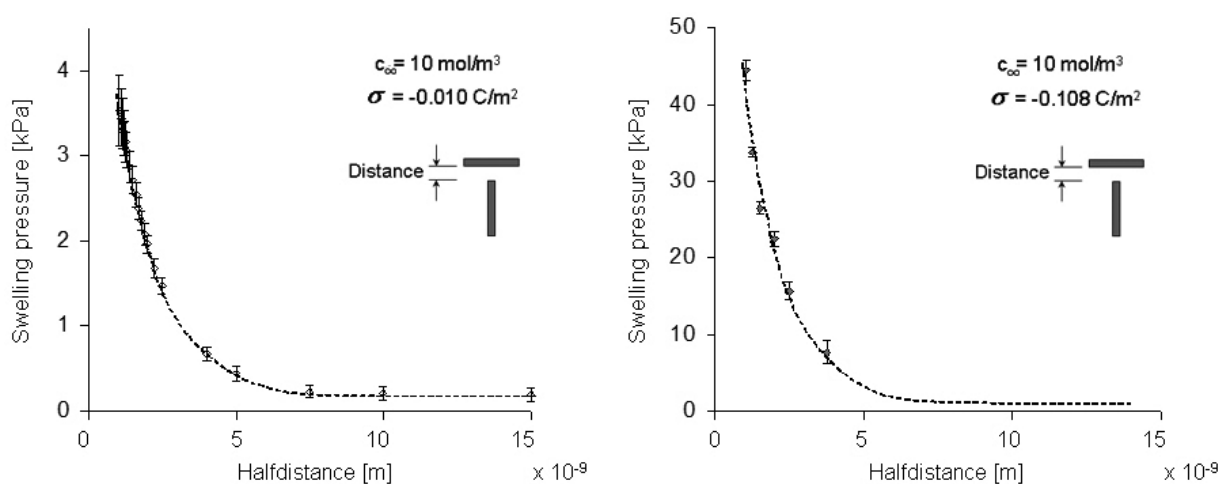 Swelling pressure [kPa]
4
3
2
1
0
c∞= 10 mol/m³
σ = -0.010 C/m²
Distance
0 5 10 15
Halfdistance [m] x 10⁻⁹
Swelling pressure [kPa]
50
40
30
20
10
0
c∞= 10 mol/m³
σ = -0.108 C/m²
Distance
0 5 10 15
Halfdistance [m] x 10⁻⁹